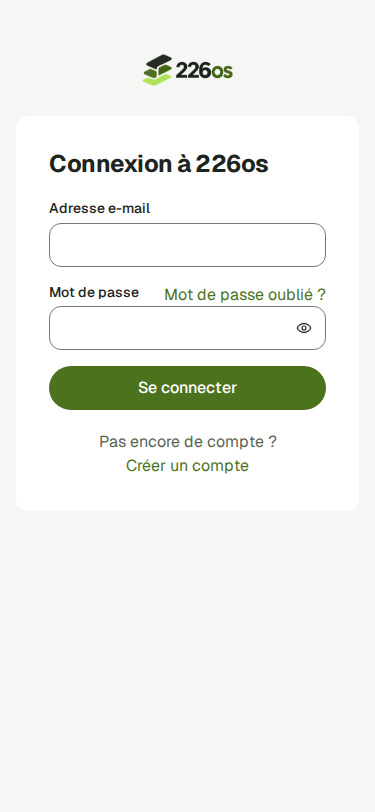 226os
Connexion à 226os
Adresse e-mail
Mot de passe Mot de passe oublié ?
Se connecter
Pas encore de compte ?
Créer un compte